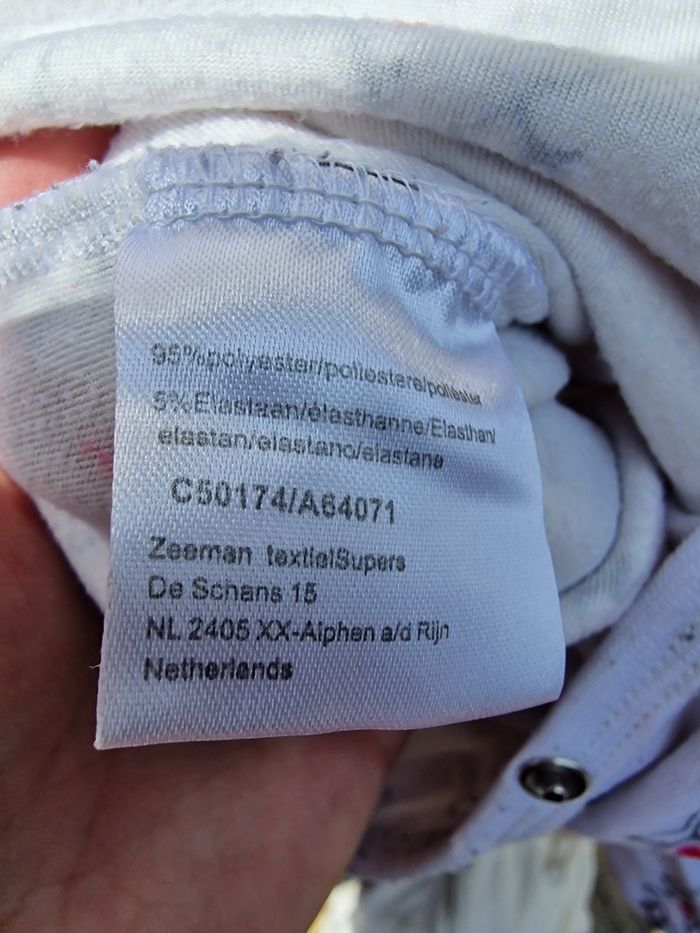 95%polyester/poliestere/poliéster
5%Elastaan/élasthanne/Elasthan/
elastan/elastano/elastane
C50174/A64071
Zeeman textielSupers
De Schans 15
NL 2405 XX-Alphen a/d Rijn
Netherlands